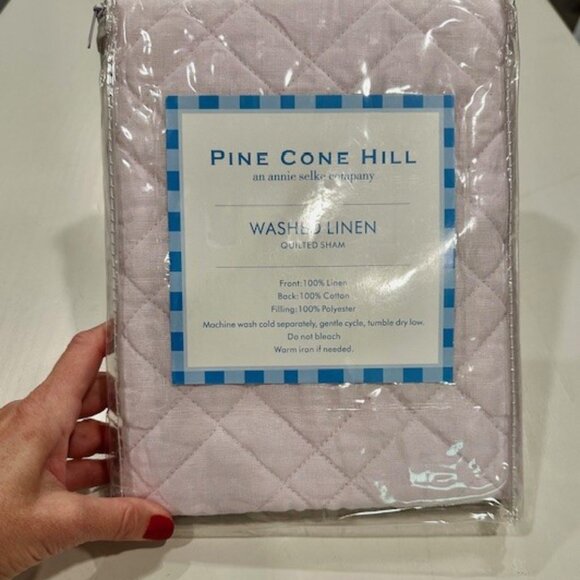 PINE CONE HILL
an annie selke company
WASHED LINEN
QUILTED SHAM
Front: 100% Linen
Back: 100% Cotton
Filling: 100% Polyester
Machine wash cold separately, gentle cycle, tumble dry low.
Do not bleach
Warm iron if needed.